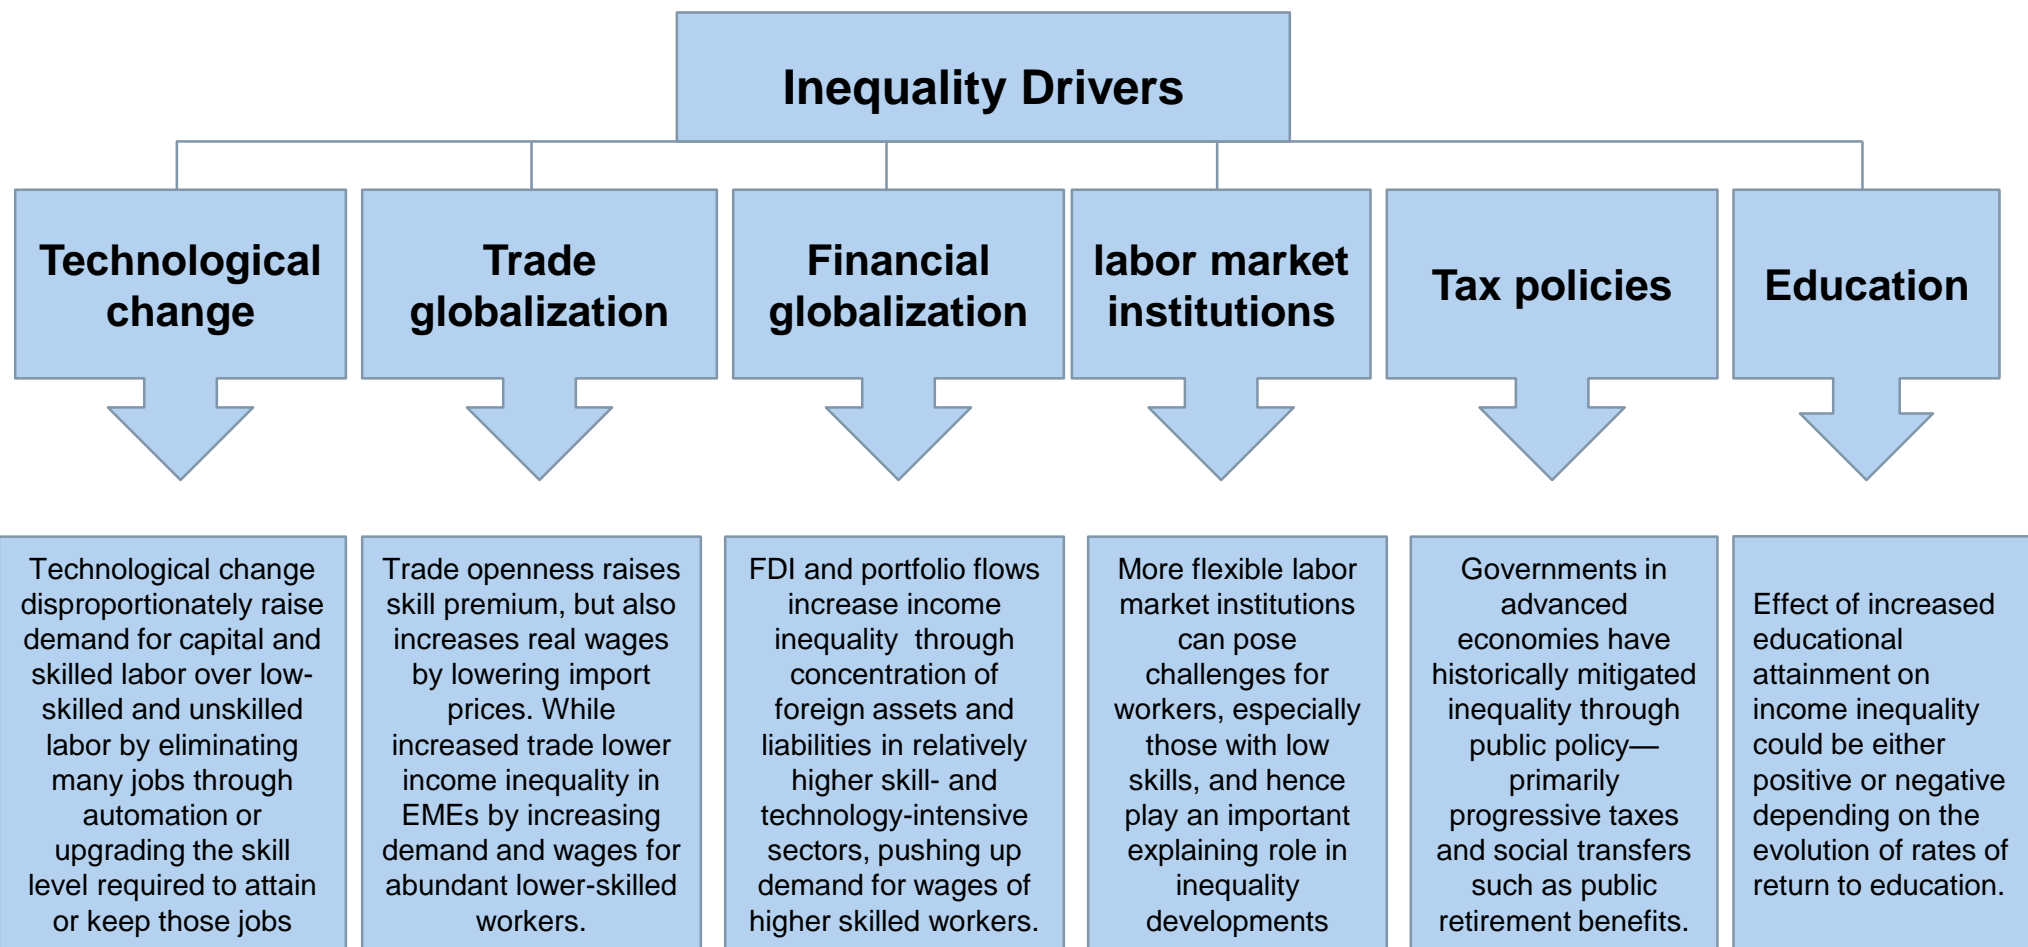 Inequality Drivers
Technological
change
Trade
globalization
Financial
globalization
labor market
institutions
Tax policies
Education
Technological change
disproportionately raise
demand for capital and
skilled labor over low-
skilled and unskilled
labor by eliminating
many jobs through
automation or
upgrading the skill
level required to attain
or keep those jobs
Trade openness raises
skill premium, but also
increases real wages
by lowering import
prices. While
increased trade lower
income inequality in
EMEs by increasing
demand and wages for
abundant lower-skilled
workers.
FDI and portfolio flows
increase income
inequality through
concentration of
foreign assets and
liabilities in relatively
higher skill- and
technology-intensive
sectors, pushing up
demand for wages of
higher skilled workers.
More flexible labor
market institutions
can pose
challenges for
workers, especially
those with low
skills, and hence
play an important
explaining role in
inequality
developments
Governments in
advanced
economies have
historically mitigated
inequality through
public policy—
primarily
progressive taxes
and social transfers
such as public
retirement benefits.
Effect of increased
educational
attainment on
income inequality
could be either
positive or negative
depending on the
evolution of rates of
return to education.